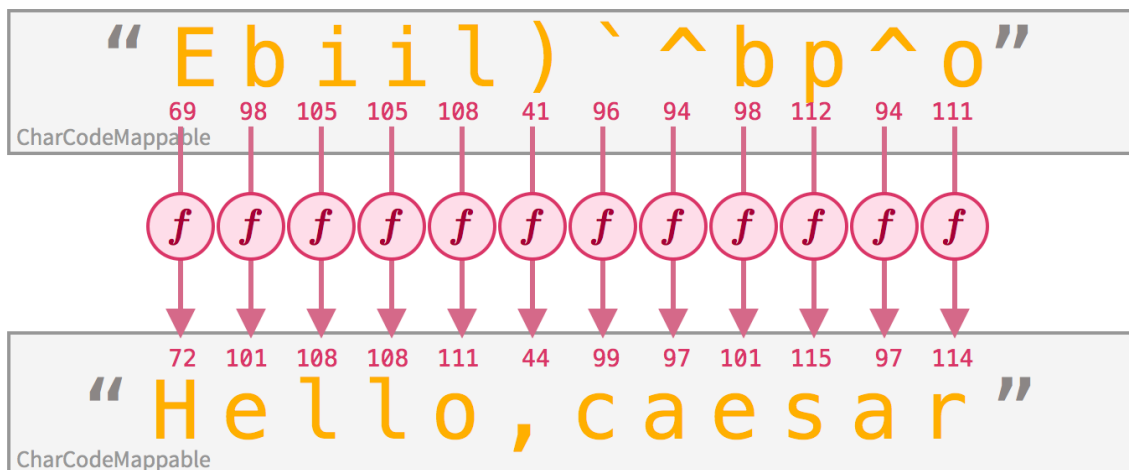 “Ebiil)`^bp^o”
69 98 105 105 108 41 96 94 98 112 94 111
CharCodeMappable
f f f f f f f f f f f f
72 101 108 108 111 44 99 97 101 115 97 114
“Hello,caesar”
CharCodeMappable